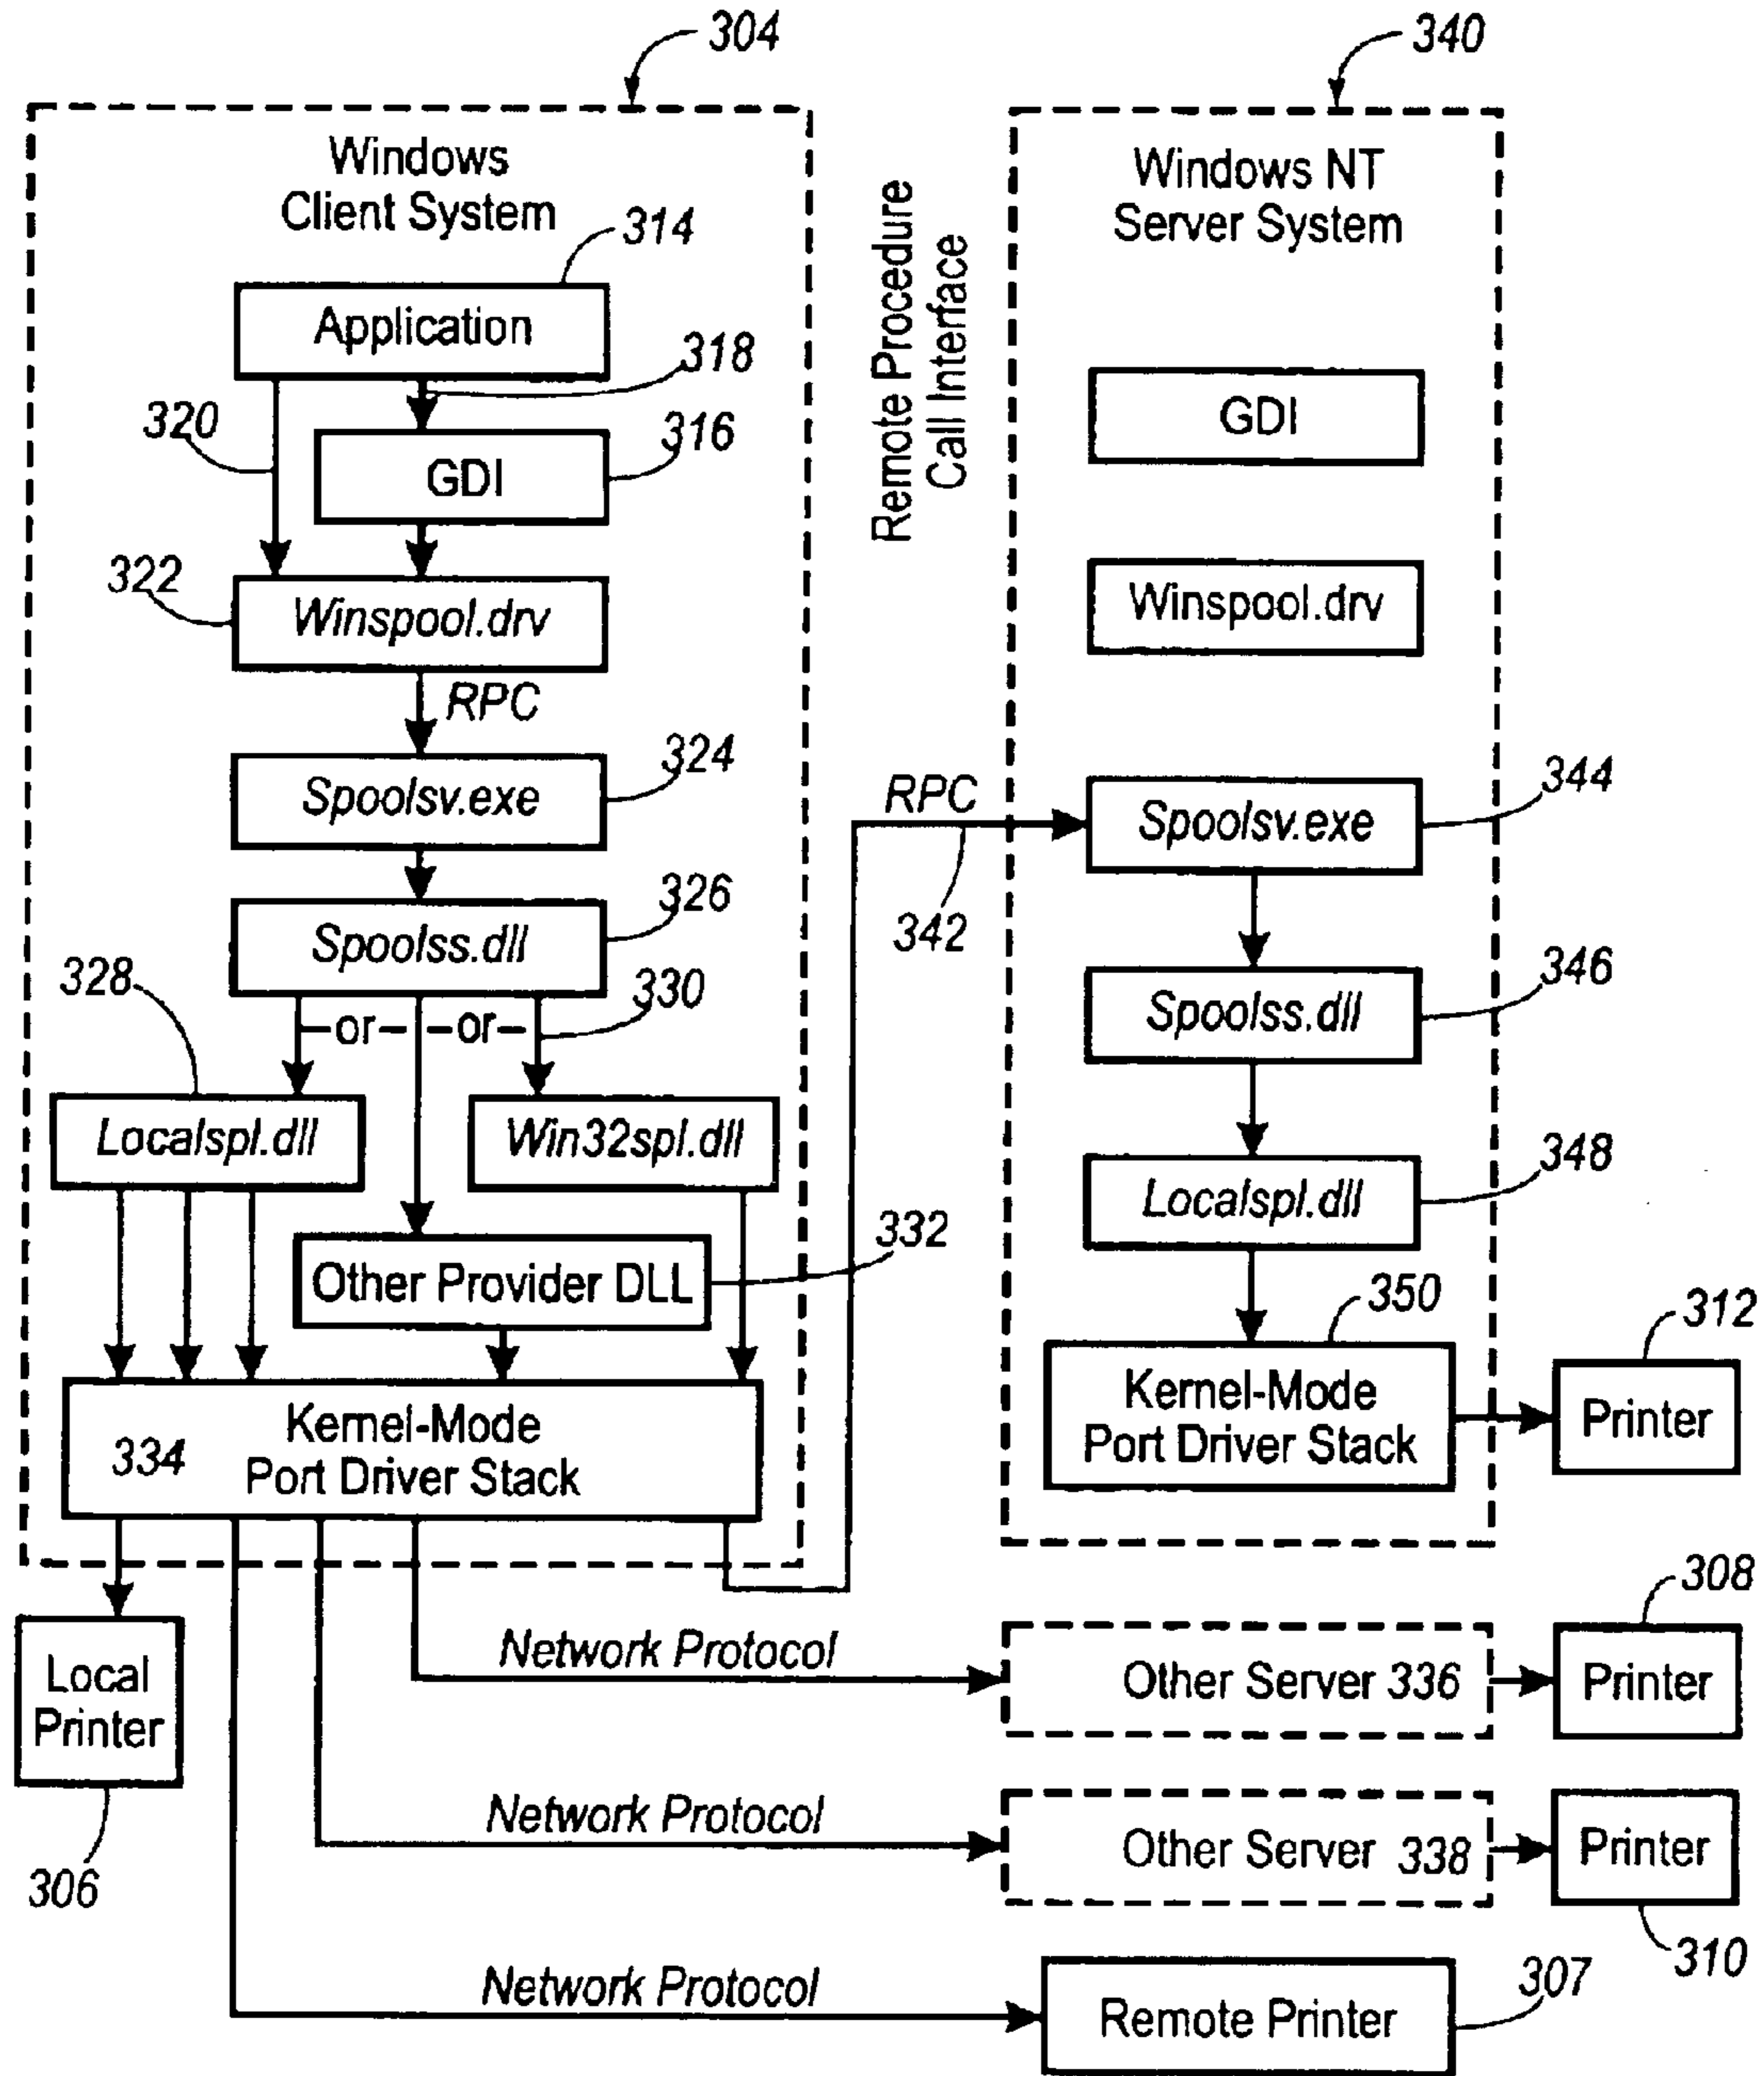 304
340
Windows
Client System
314
Application
318
320
316
GDI
322
Winspool.drv
RPC
324
Spoolsv.exe
326
Spoolss.dll
328
330
or
or
Localspl.dll
Win32spl.dll
332
Other Provider DLL
334
Kernel-Mode
Port Driver Stack
Remote Procedure
Call Interface
Windows NT
Server System
GDI
Winspool.drv
RPC
342
344
Spoolsv.exe
346
Spoolss.dll
348
Localspl.dll
350
Kernel-Mode
Port Driver Stack
312
Printer
Local
Printer
306
Network Protocol
Other Server 336
308
Printer
Network Protocol
Other Server 338
Printer
310
Network Protocol
Remote Printer
307